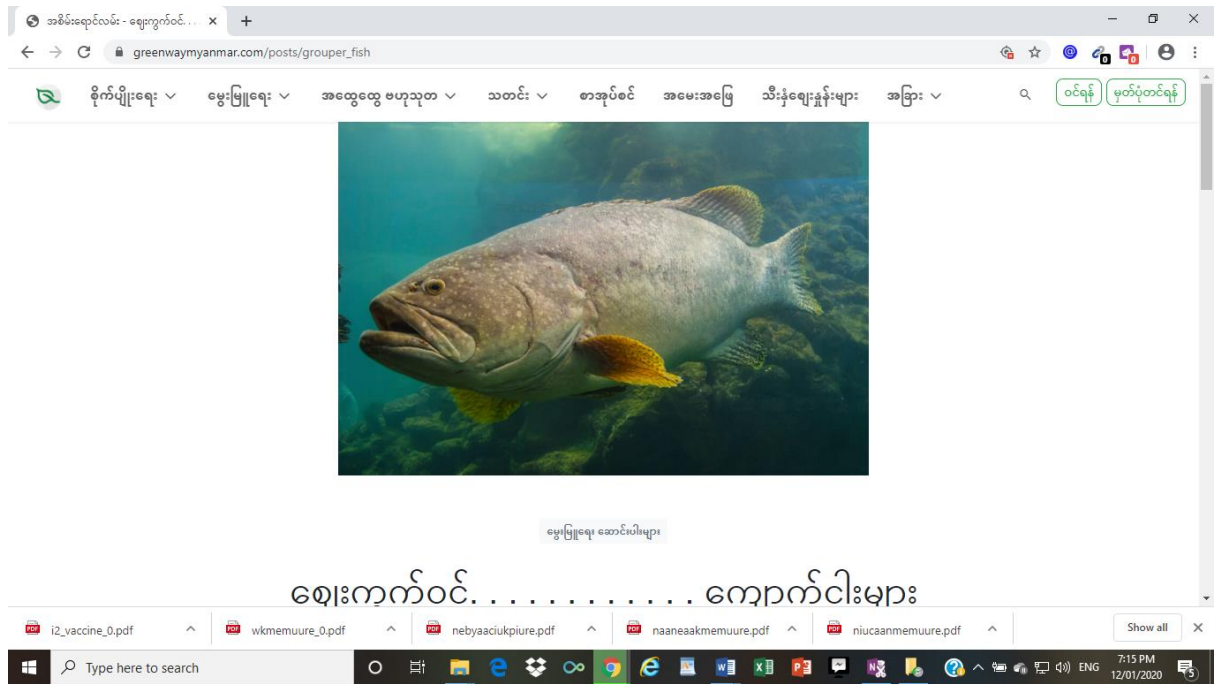 အစိမ်းရောင်လမ်း - ဈေးကွက်ဝင်. . .
greenwaymyanmar.com/posts/grouper_fish
စိုက်ပျိုးရေး မွေးမြူရေး အထွေထွေ ဗဟုသုတ သတင်း စာအုပ်စင် အမေးအဖြေ သီးနှံဈေးနှုန်းများ အခြား ဝင်ရန် မှတ်ပုံတင်ရန်
မွေးမြူရေး ဆောင်းပါးများ
ဈေးကွက်ဝင်. . . . . . . . . . . . . ကျောက်ငါးများ
i2_vaccine_0.pdf wkmemuure_0.pdf nebyaaciukpiure.pdf naaneaakmemuure.pdf niucaanmemuure.pdf Show all
Type here to search ENG 7:15 PM
12/01/2020